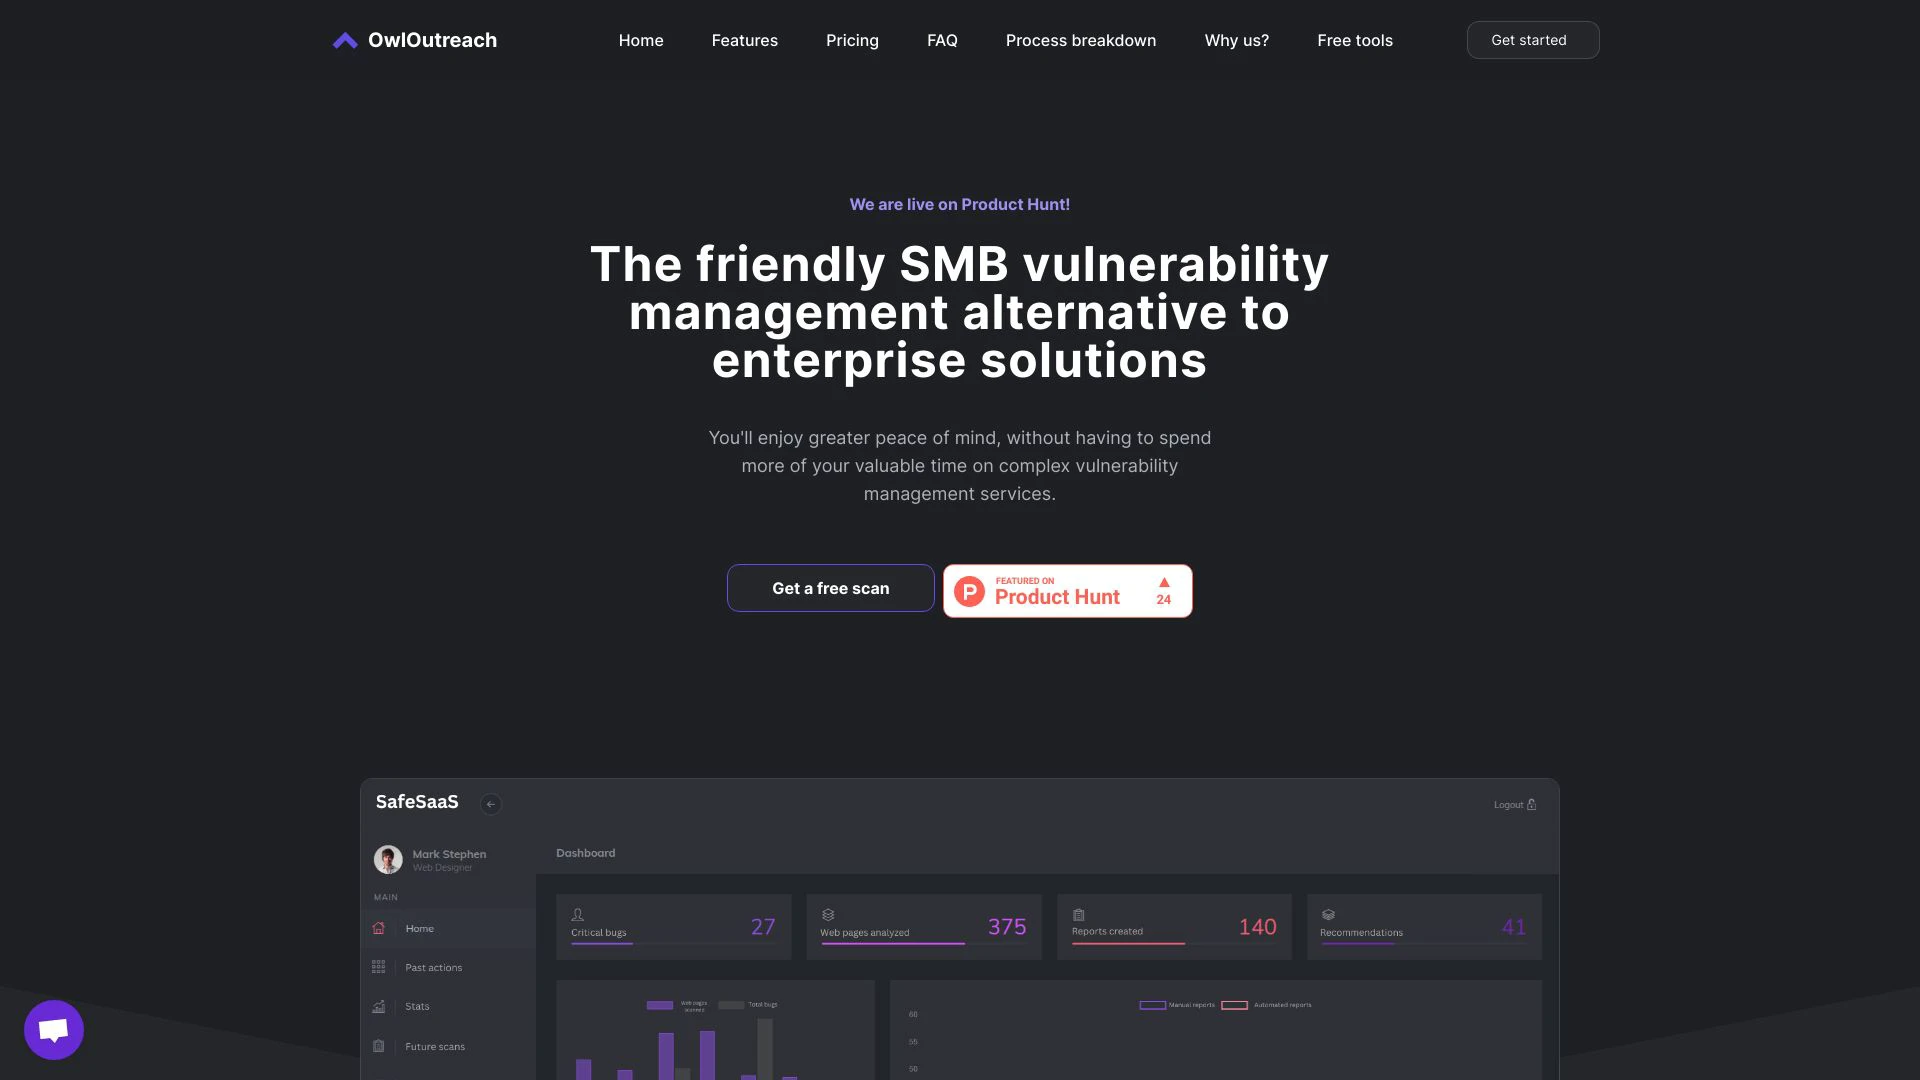 OwlOutreach
Home
Features
Pricing
FAQ
Process breakdown
Why us?
Free tools
Get started
We are live on Product Hunt!
The friendly SMB vulnerability
management alternative to
enterprise solutions
You'll enjoy greater peace of mind, without having to spend
more of your valuable time on complex vulnerability
management services.
Get a free scan
FEATURED ON
Product Hunt
24
SafeSaaS
Logout
Mark Stephen
Web Designer
Dashboard
MAIN
Home
Past actions
Stats
Future scans
Critical bugs
27
Web pages analyzed
375
Reports created
140
Recommendations
41
Web pages
scanned
Total bugs
Manual reports
Automated reports
60
55
50